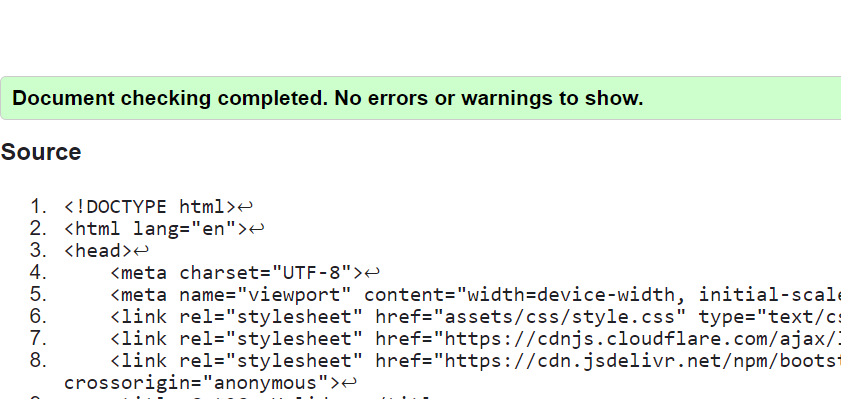 Document checking completed. No errors or warnings to show.
Source
1. <!DOCTYPE html>↩
2. <html lang="en">↩
3. <head>↩
4. <meta charset="UTF-8">↩
5. <meta name="viewport" content="width=device-width, initial-scale
6. <link rel="stylesheet" href="assets/css/style.css" type="text/cs
7. <link rel="stylesheet" href="https://cdnjs.cloudflare.com/ajax/l
8. <link rel="stylesheet" href="https://cdn.jsdelivr.net/npm/bootst
crossorigin="anonymous">↩